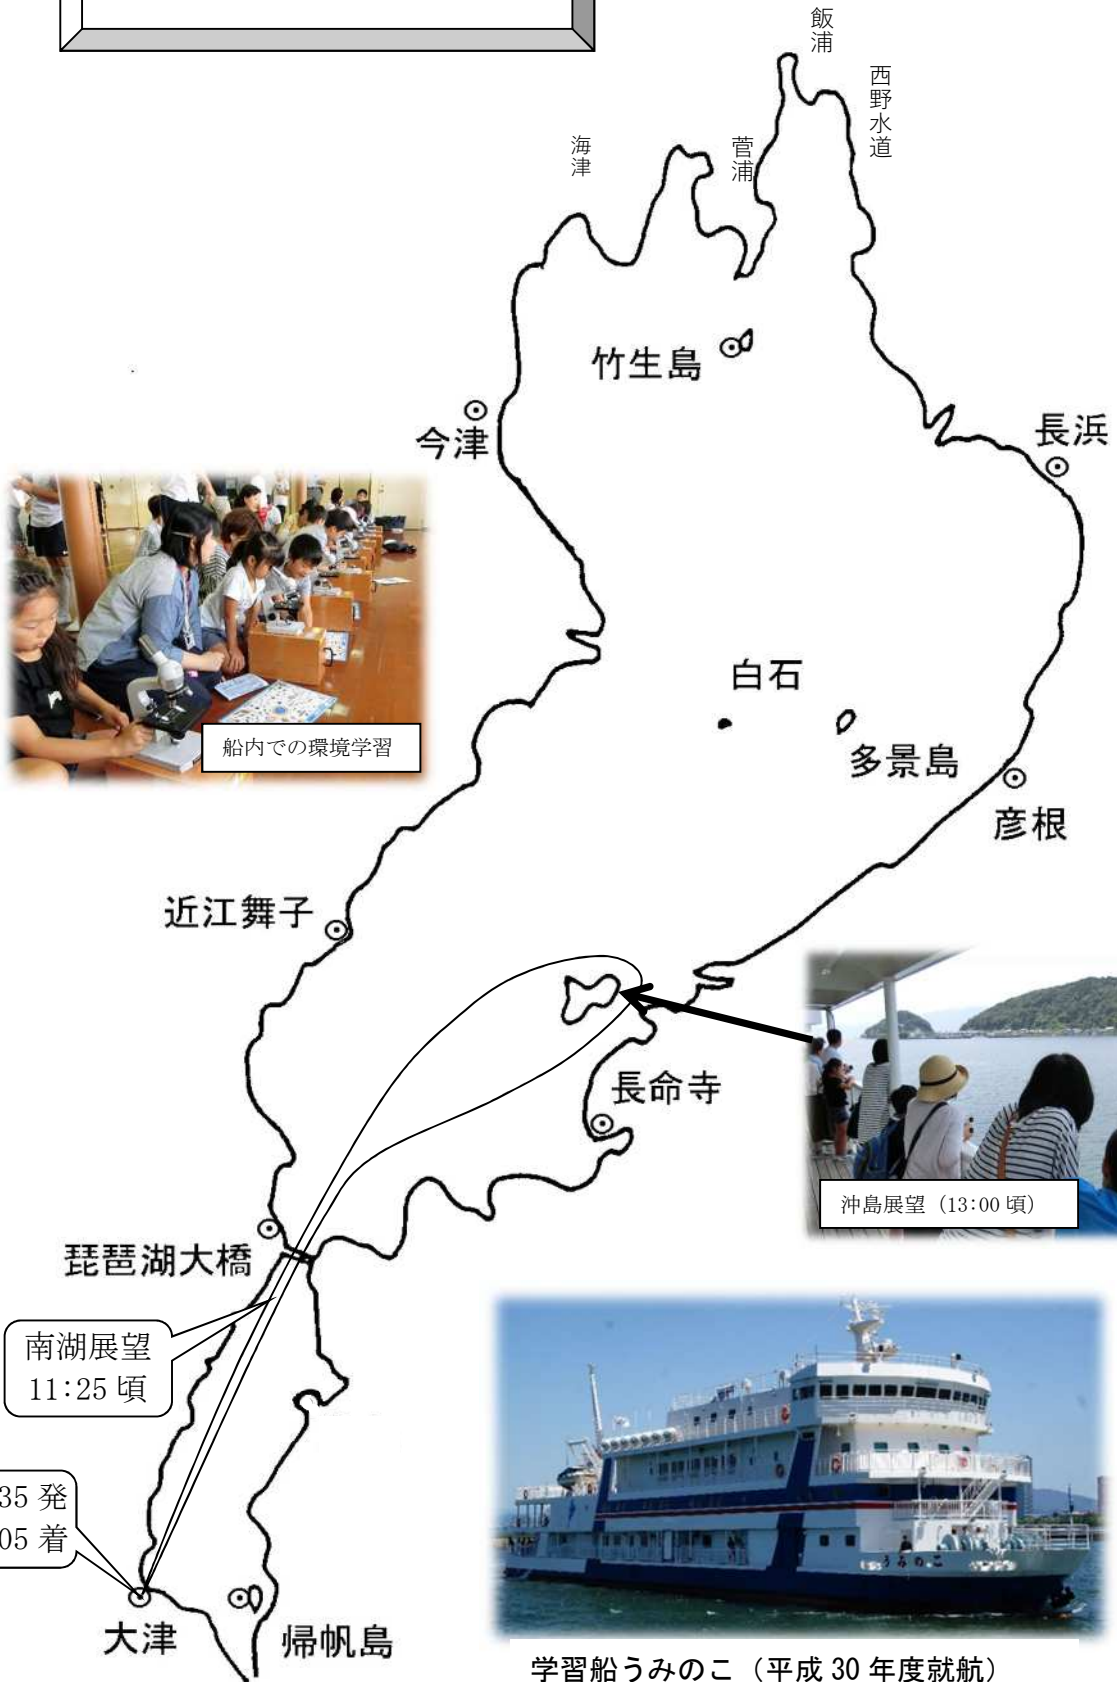 飯浦
西野水道
海津
菅浦
竹生島
今津
長浜
船内での環境学習
白石
多景島
彦根
近江舞子
長命寺
沖島展望（13:00 頃）
琵琶湖大橋
南湖展望
11:25 頃
35 発
05 着
大津
帰帆島
うみのこ
学習船うみのこ（平成 30 年度就航）